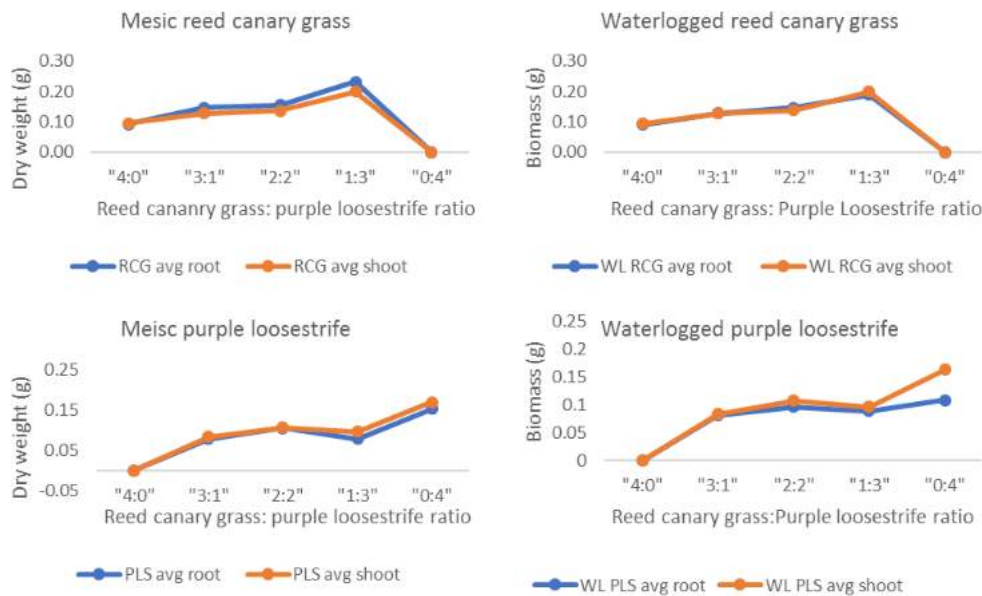 Mesic reed canary grass
Dry weight (g)
0.30
0.20
0.10
0.00
"4:0" "3:1" "2:2" "1:3" "0:4"
Reed cananry grass: purple loosestrife ratio
RCG avg root RCG avg shoot
Waterlogged reed canary grass
Biomass (g)
0.30
0.20
0.10
0.00
"4:0" "3:1" "2:2" "1:3" "0:4"
Reed canary grass: Purple Loosestrife ratio
WL RCG avg root WL RCG avg shoot
Meisc purple loosestrife
Dry weight (g)
0.25
0.15
0.05
-0.05
"4:0" "3:1" "2:2" "1:3" "0:4"
Reed canary grass: purple loosestrife ratio
PLS avg root PLS avg shoot
Waterlogged purple loosestrife
Biomass (g)
0.25
0.2
0.15
0.1
0.05
0
"4:0" "3:1" "2:2" "1:3" "0:4"
Reed canary grass:Purple loosestrife ratio
WL PLS avg root WL PLS avg shoot